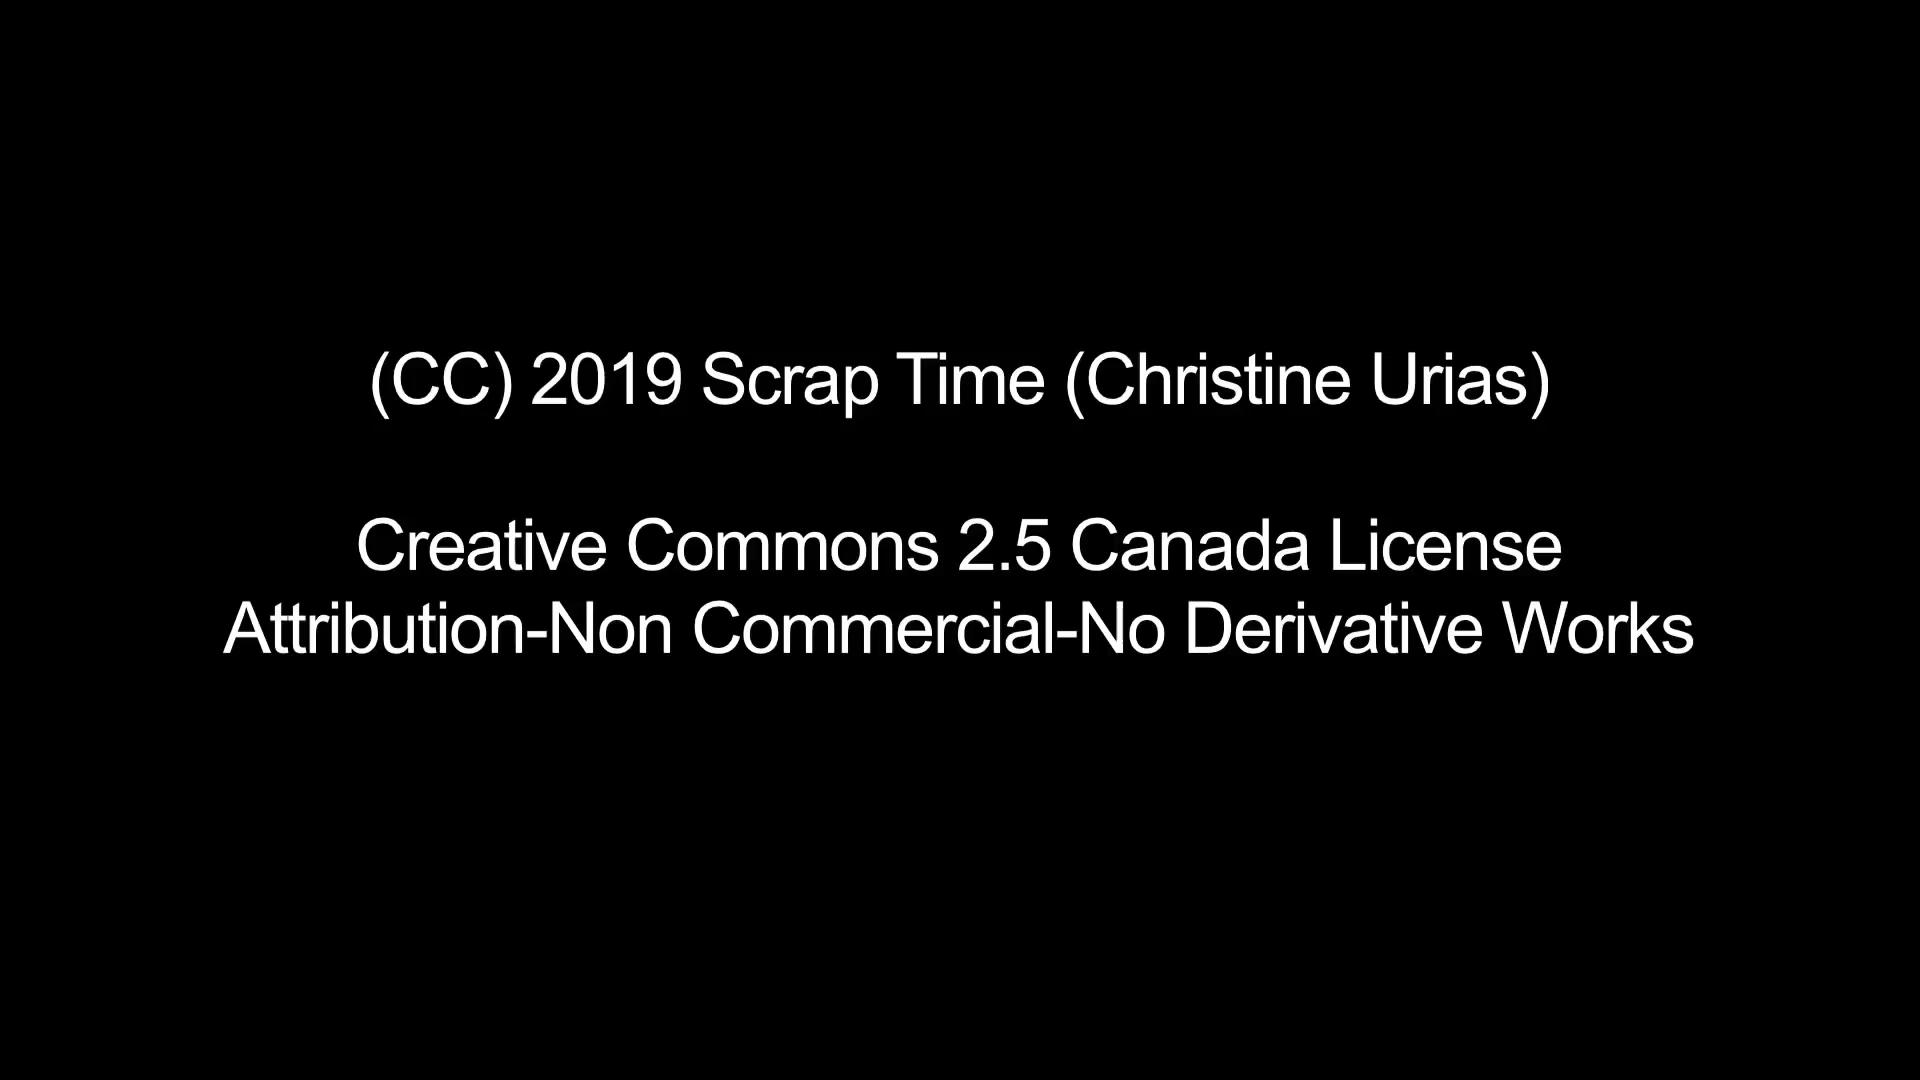 (CC) 2019 Scrap Time (Christine Urias)
Creative Commons 2.5 Canada License
Attribution-Non Commercial-No Derivative Works